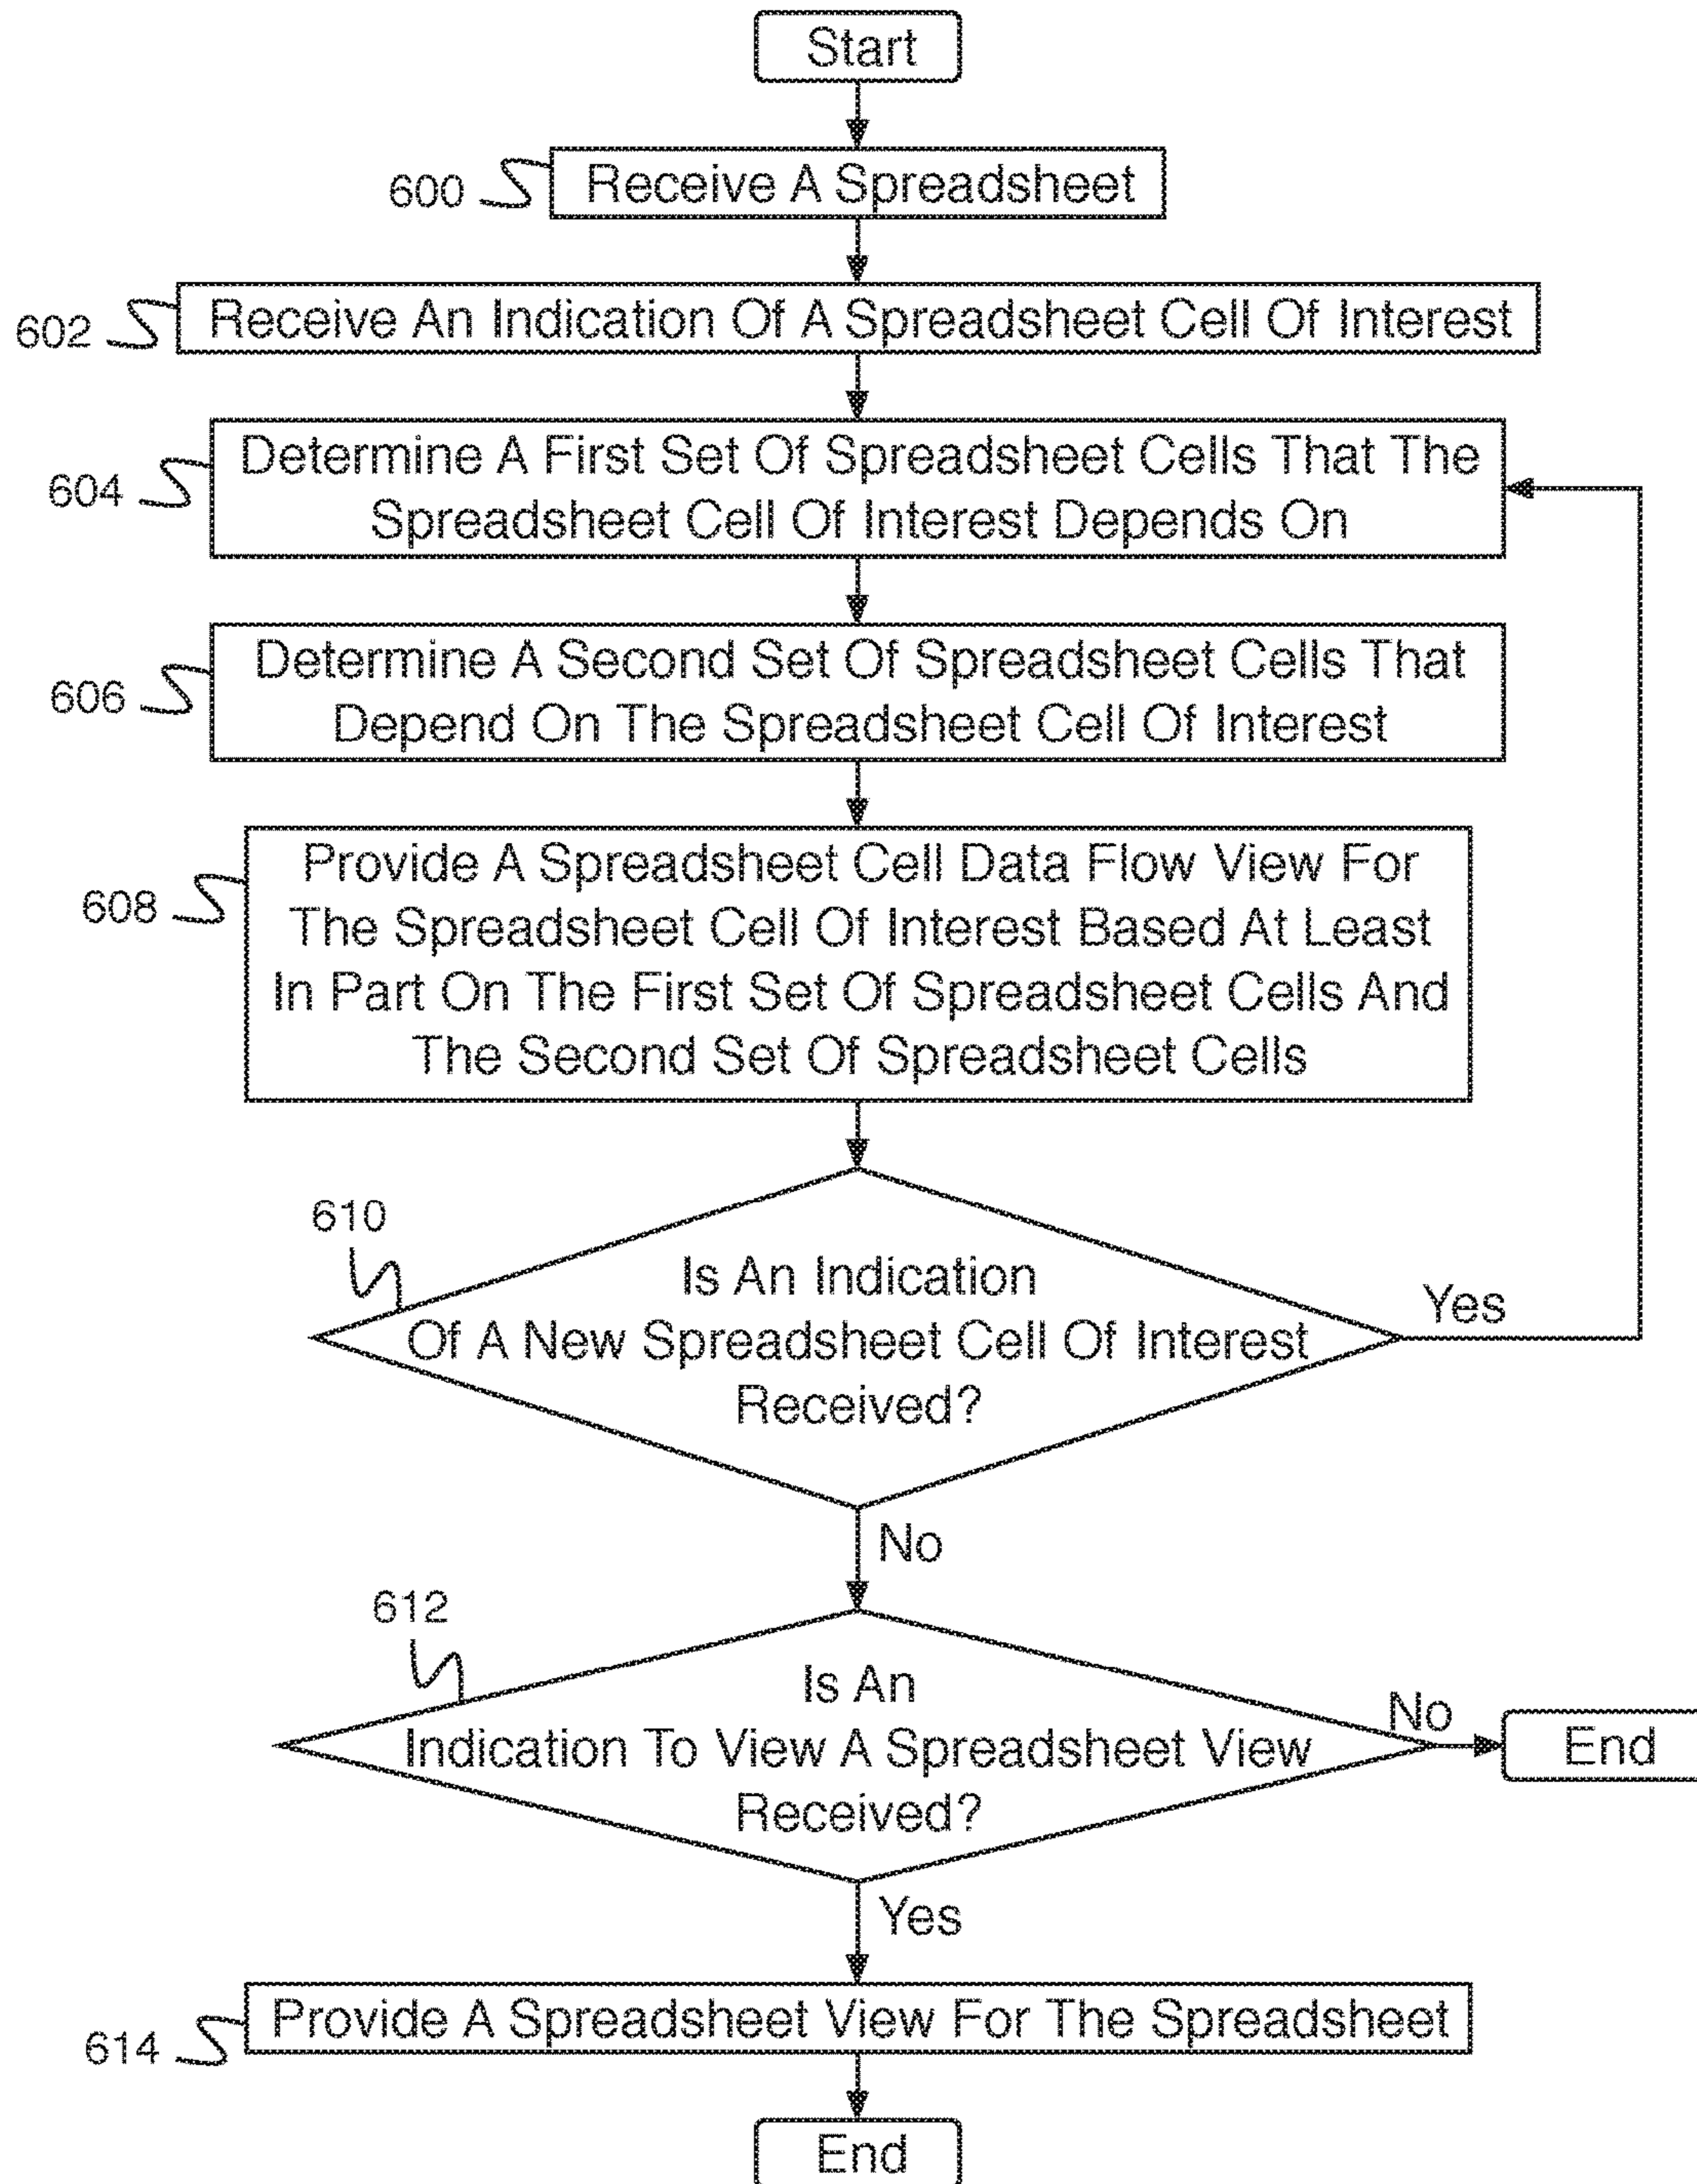 Start
600
Receive A Spreadsheet
602
Receive An Indication Of A Spreadsheet Cell Of Interest
604
Determine A First Set Of Spreadsheet Cells That The
Spreadsheet Cell Of Interest Depends On
606
Determine A Second Set Of Spreadsheet Cells That
Depend On The Spreadsheet Cell Of Interest
608
Provide A Spreadsheet Cell Data Flow View For
The Spreadsheet Cell Of Interest Based At Least
In Part On The First Set Of Spreadsheet Cells And
The Second Set Of Spreadsheet Cells
610
Is An Indication
Of A New Spreadsheet Cell Of Interest
Received?
Yes
No
612
Is An
Indication To View A Spreadsheet View
Received?
No
End
Yes
614
Provide A Spreadsheet View For The Spreadsheet
End